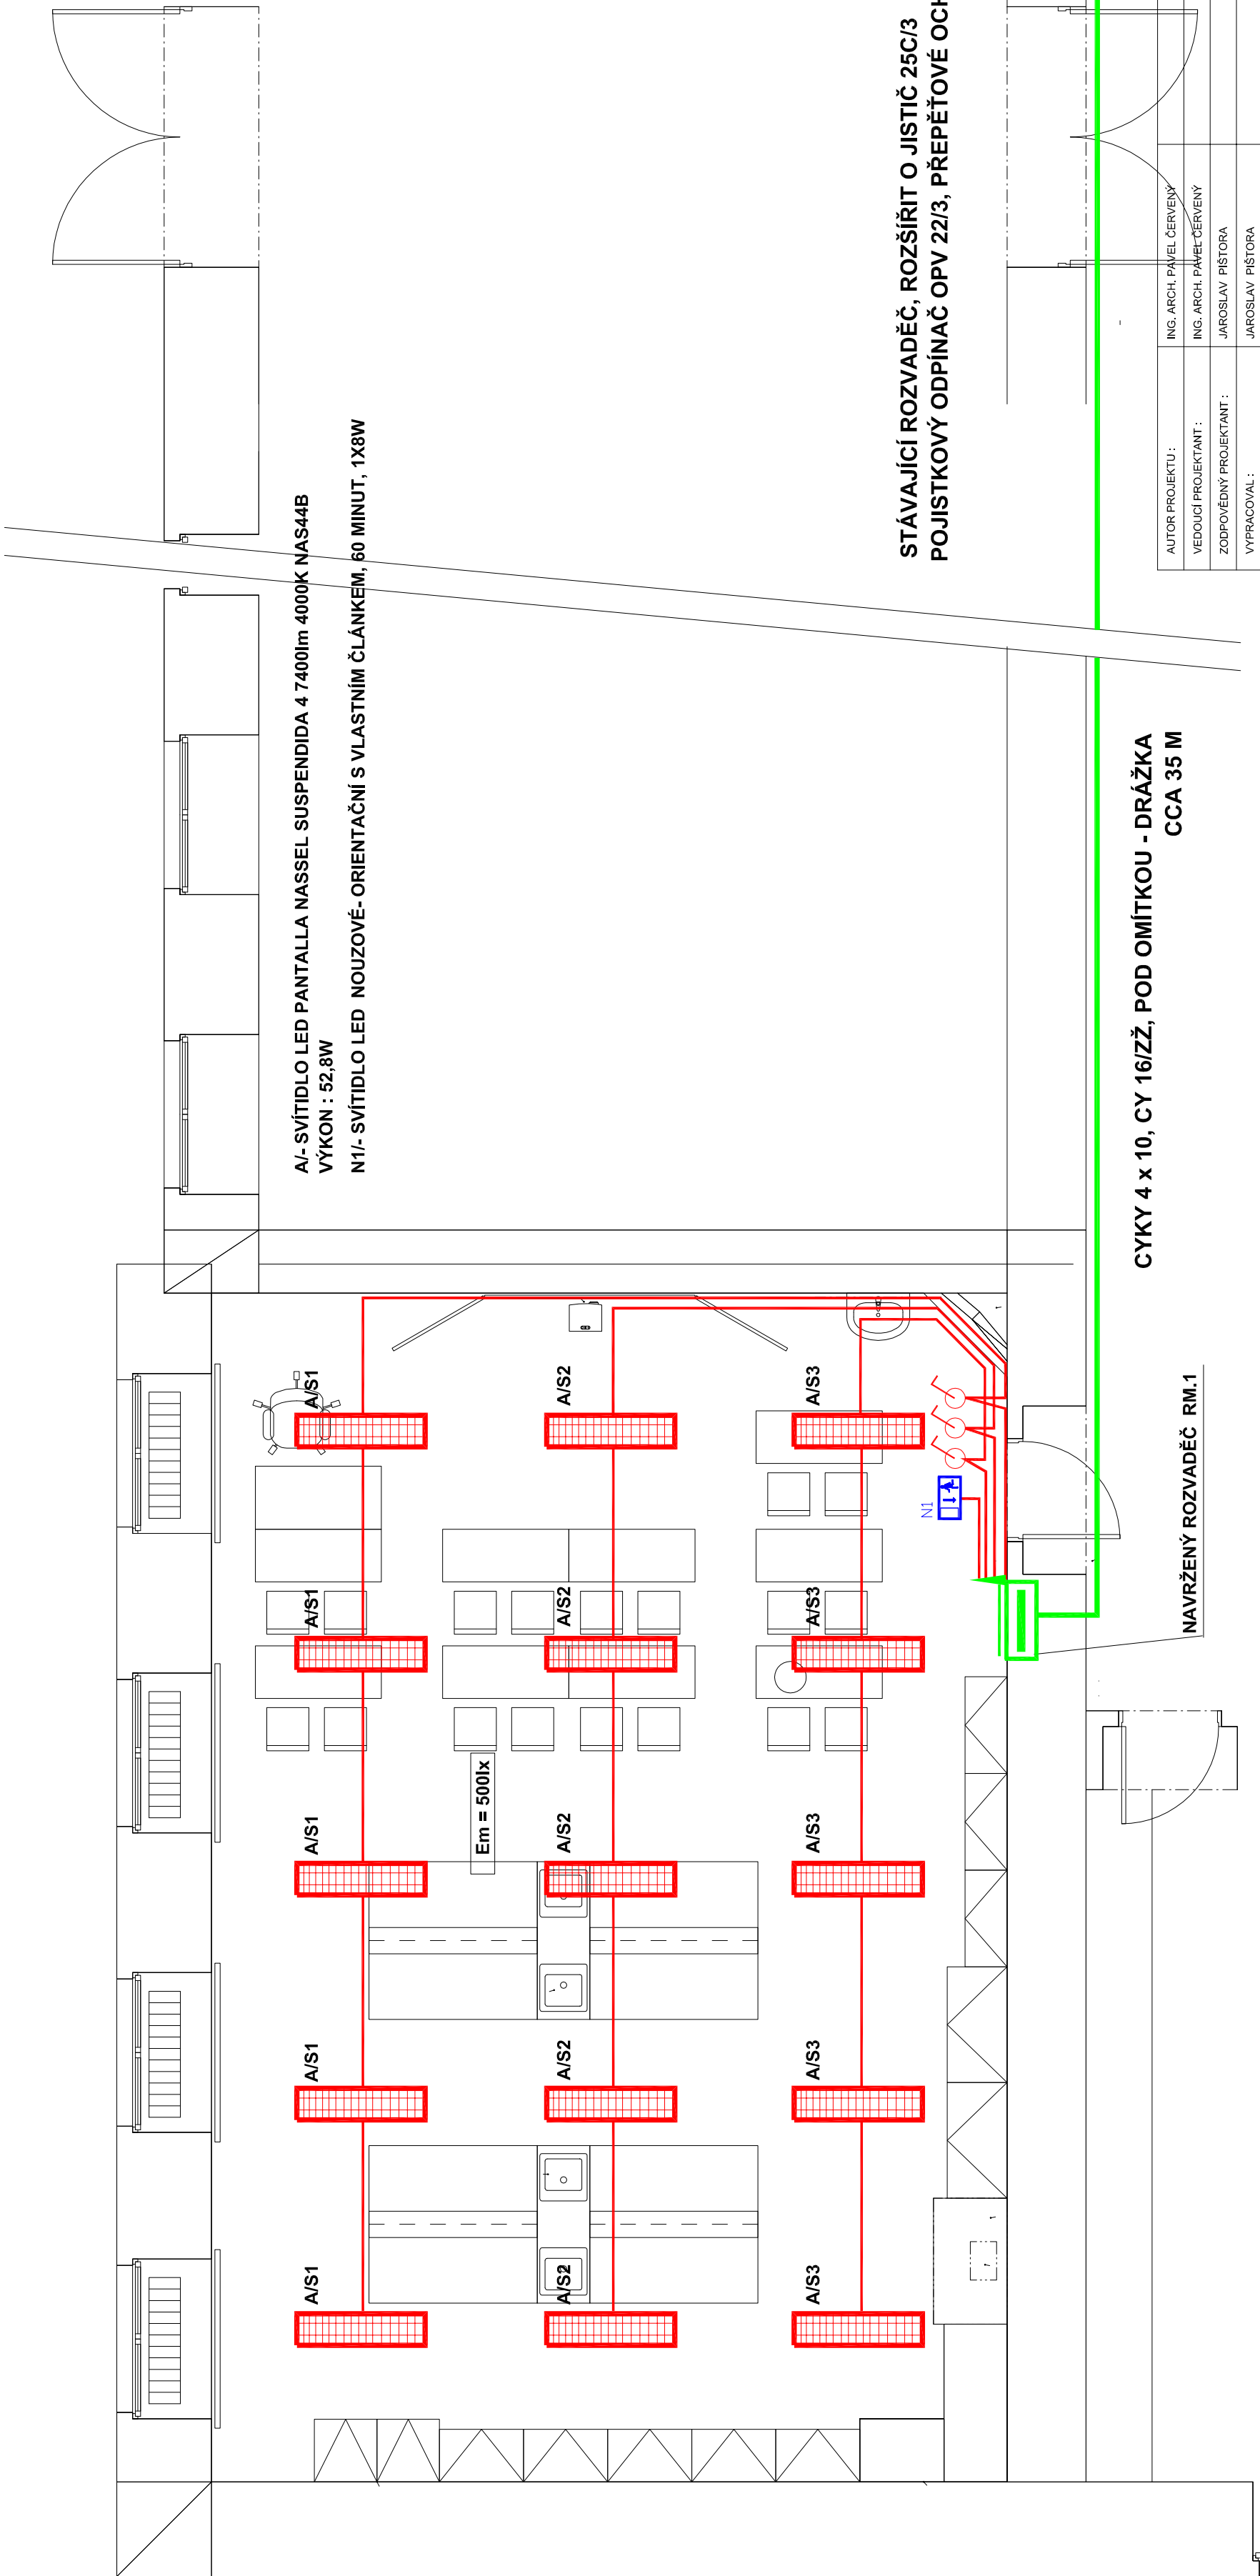 A/- SVÍTIDLO LED PANTALLA NASSEL SUSPENDIDA 4 7400lm 4000K NAS44B
VÝKON : 52,8W
N1/- SVÍTIDLO LED NOUZOVÉ- ORIENTAČNÍ S VLASTNÍM ČLÁNKEM, 60 MINUT, 1X8W
STÁVAJÍCÍ ROZVADĚČ, ROZŠÍŘIT O JISTIČ 25C/3
POJISTKOVÝ ODPÍNAČ OPV 22/3, PŘEPĚŤOVÉ
A/S1
A/S1
A/S1
A/S1
A/S1
A/S2
A/S2
A/S2
A/S2
A/S2
A/S3
A/S3
A/S3
A/S3
A/S3
Em = 500lx
N1
CYKY 4 x 10, CY 16/ZŽ, POD OMÍTKOU - DRÁŽKA
CCA 35 M
NAVRŽENÝ ROZVADĚČ RM.1
AUTOR PROJEKTU : ING. ARCH. PAVEL ČERVENÝ
VEDOUCÍ PROJEKTANT : ING. ARCH. PAVEL ČERVENÝ
ZODPOVĚDNÝ PROJEKTANT : JAROSLAV PIŠTORA
VYPRACOVAL : JAROSLAV PIŠTORA